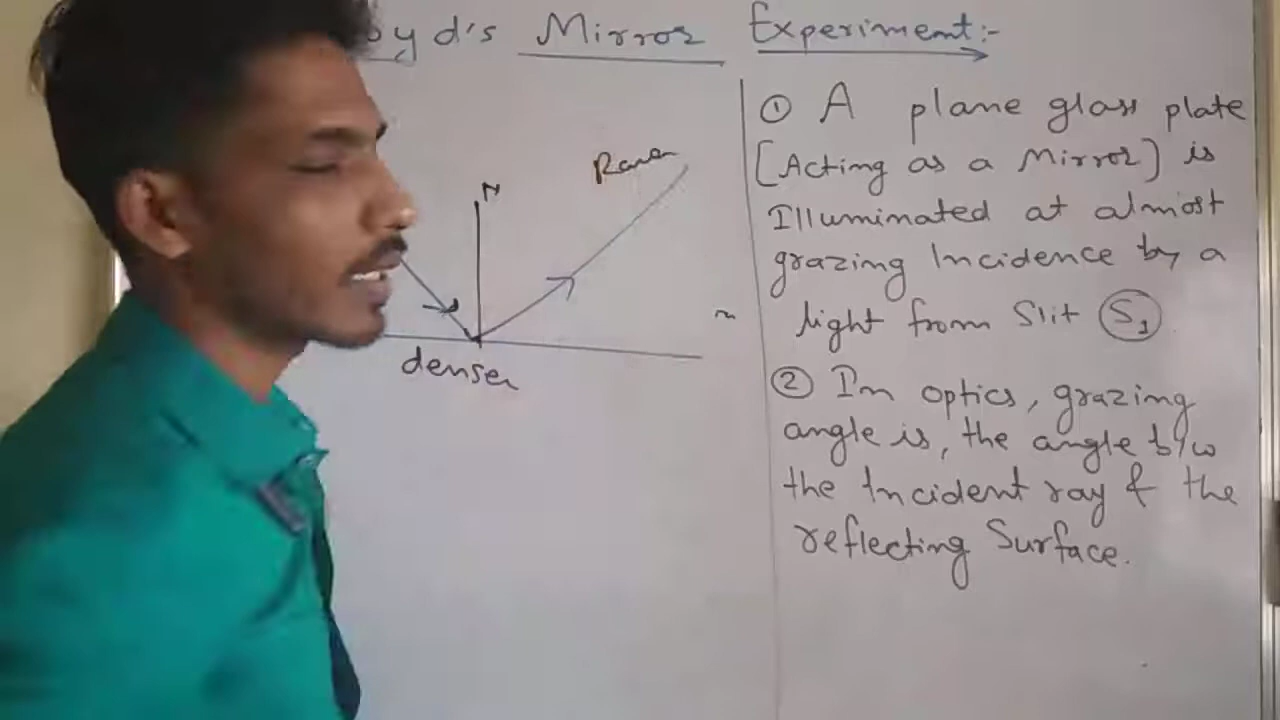 oyd's Mirror Experiment:-
N
Rarer
denser
① A plane glass plate
[Acting as a Mirror] is
Illuminated at almost
grazing Incidence by a
light from Slit S₁
② In optics, grazing
angle is, the angle b/w
the Incident ray & the
reflecting Surface.